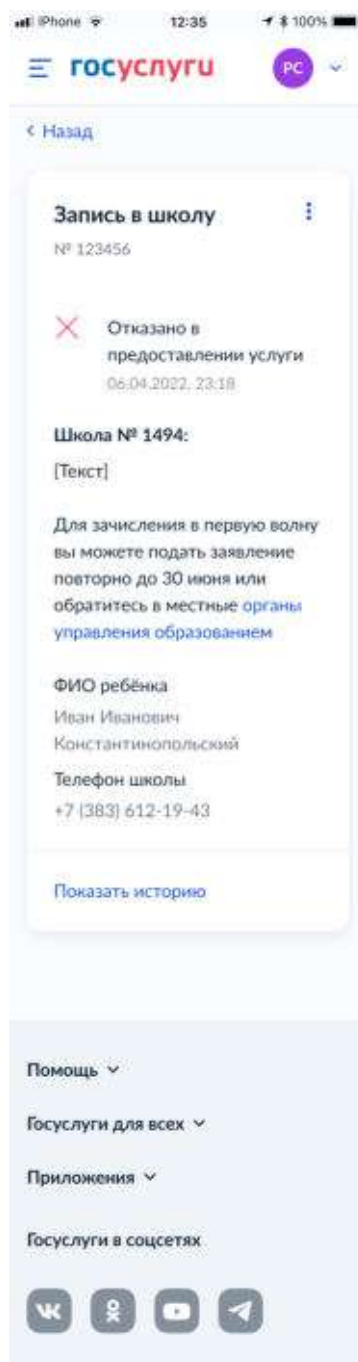 iPhone 12:35 100%
госуслуги РС
Назад
Запись в школу
№ 123456
Отказано в
предоставлении услуги
06.04.2022, 23:18
Школа № 1494:
[Текст]
Для зачисления в первую волну
вы можете подать заявление
повторно до 30 июня или
обратитесь в местные органы
управления образованием
ФИО ребёнка
Иван Иванович
Константинопольский
Телефон школы
+7 (383) 612-19-43
Показать историю
Помощь
Госуслуги для всех
Приложения
Госуслуги в соцсетях